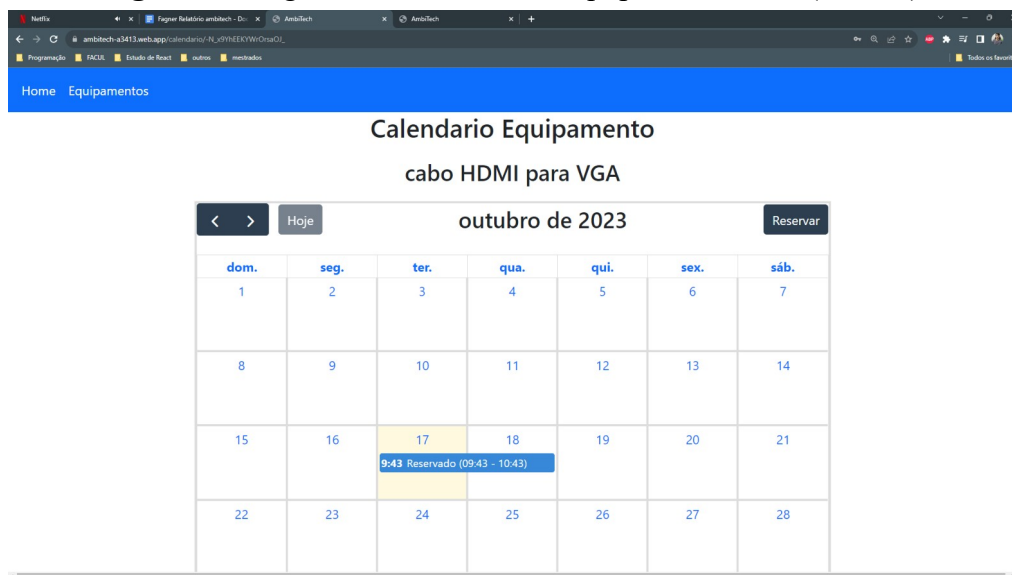 Netflix
Fagner Relatório ambitech - Doc
AmbiTech
AmbiTech
ambitech-a3413.web.app/calendario/-N_x9YhEEKYWrOrsaOJ_
Programação FACUL Estudo de React outros mestrados
Todos os favorit
Home Equipamentos
Calendario Equipamento
cabo HDMI para VGA
Hoje outubro de 2023 Reservar
dom. seg. ter. qua. qui. sex. sáb.
1 2 3 4 5 6 7
8 9 10 11 12 13 14
15 16 17 18 19 20 21
9:43 Reservado (09:43 - 10:43)
22 23 24 25 26 27 28